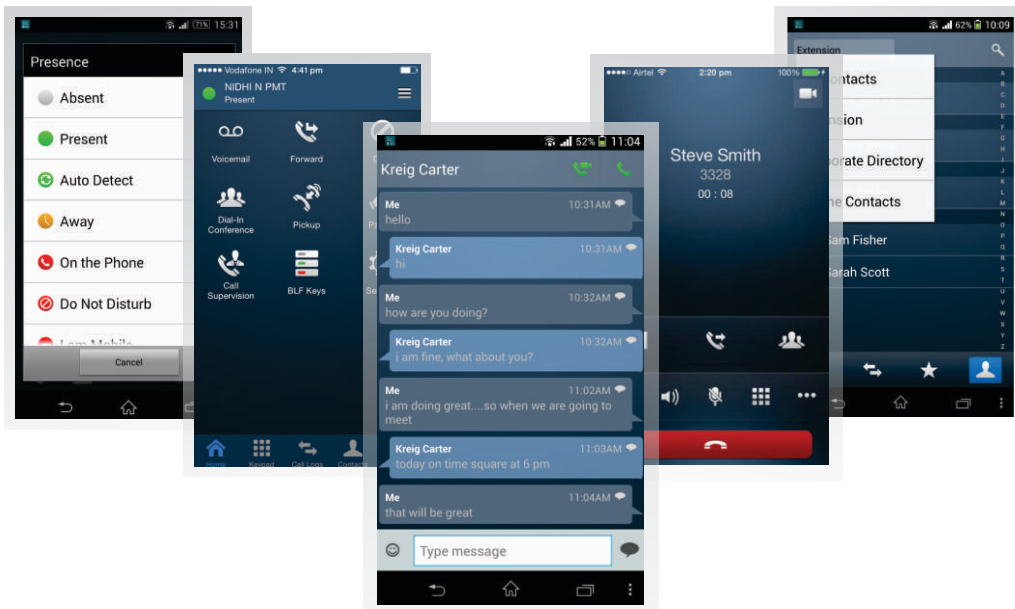 71% 15:31
Presence
Absent
Present
Auto Detect
Away
On the Phone
Do Not Disturb
I am Mobile
Cancel
Vodafone IN 4:41 pm
NIDHI N PMT
Present
Voicemail
Forward
Dial-In
Conference
Pickup
Call
Supervision
BLF Keys
Home
Keypad
Call Logs
Contacts
52% 11:04
Kreig Carter
Me 10:31AM
hello
Kreig Carter 10:31AM
hi
Me 10:32AM
how are you doing?
Kreig Carter 10:32AM
i am fine, what about you?
Me 11:02AM
i am doing great....so when we are going to
meet
Kreig Carter 11:03AM
today on time square at 6 pm
Me 11:04AM
that will be great
Type message
Airtel 2:20 pm 100%
Steve Smith
3328
00 : 08
62% 10:09
Extension
ntacts
nsion
orate Directory
e Contacts
Sam Fisher
Sarah Scott
A
B
C
D
E
F
G
H
I
J
K
L
M
N
O
P
Q
R
S
T
U
V
W
X
Y
Z